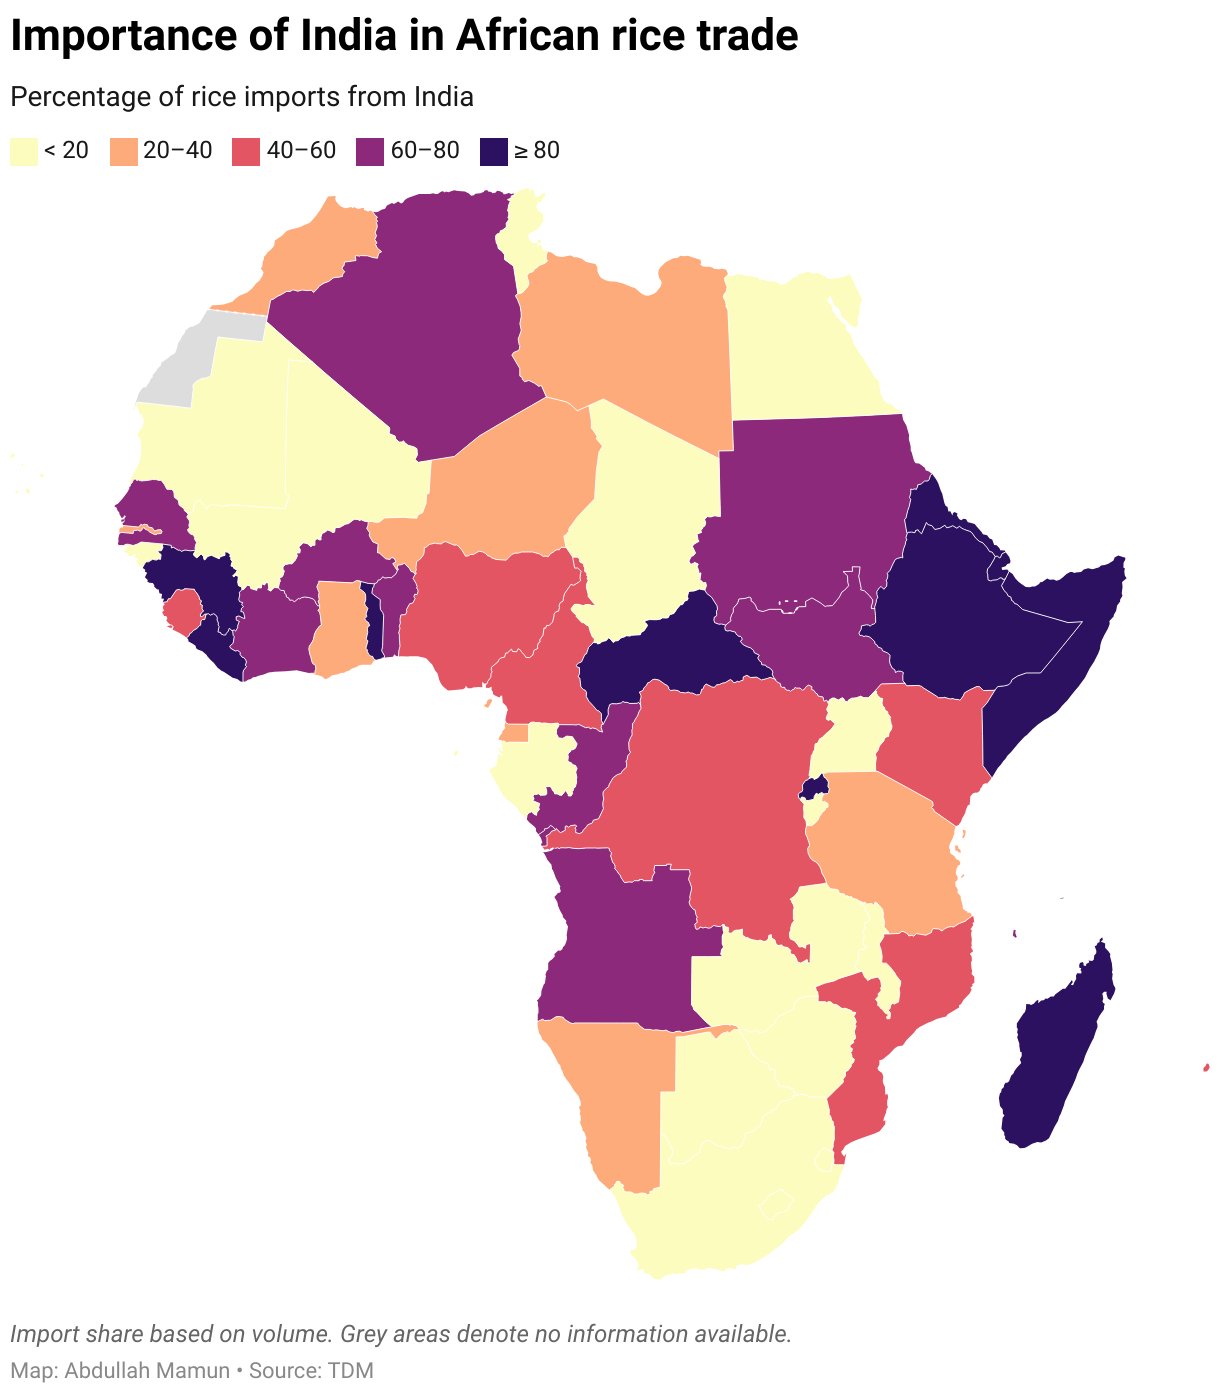 Importance of India in African rice trade
Percentage of rice imports from India
< 20 20–40 40–60 60–80 ≥ 80
Import share based on volume. Grey areas denote no information available.
Map: Abdullah Mamun • Source: TDM